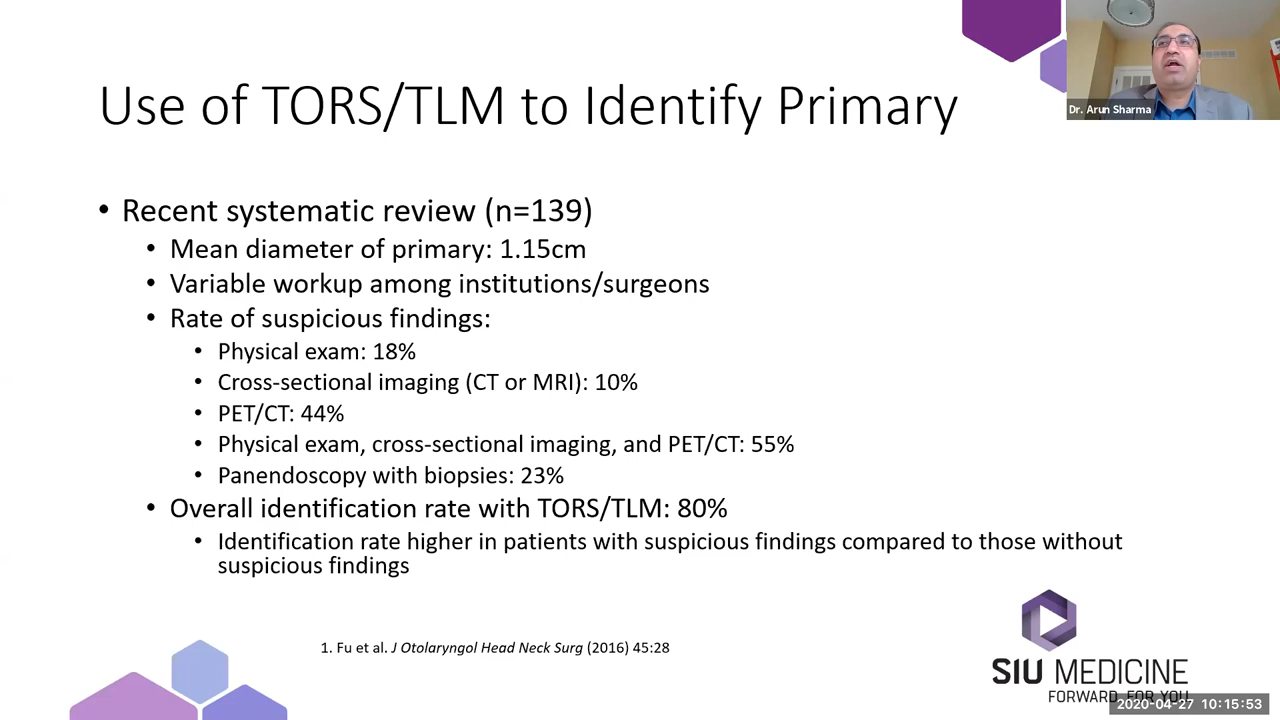 Use of TORS/TLM to Identify Primary
Dr. Arun Sharma
• Recent systematic review (n=139)
• Mean diameter of primary: 1.15cm
• Variable workup among institutions/surgeons
• Rate of suspicious findings:
• Physical exam: 18%
• Cross-sectional imaging (CT or MRI): 10%
• PET/CT: 44%
• Physical exam, cross-sectional imaging, and PET/CT: 55%
• Panendoscopy with biopsies: 23%
• Overall identification rate with TORS/TLM: 80%
• Identification rate higher in patients with suspicious findings compared to those without
suspicious findings
1. Fu et al. J Otolaryngol Head Neck Surg (2016) 45:28
SIU MEDICINE
FORWARD FOR YOU
2020-04-27 10:15:53